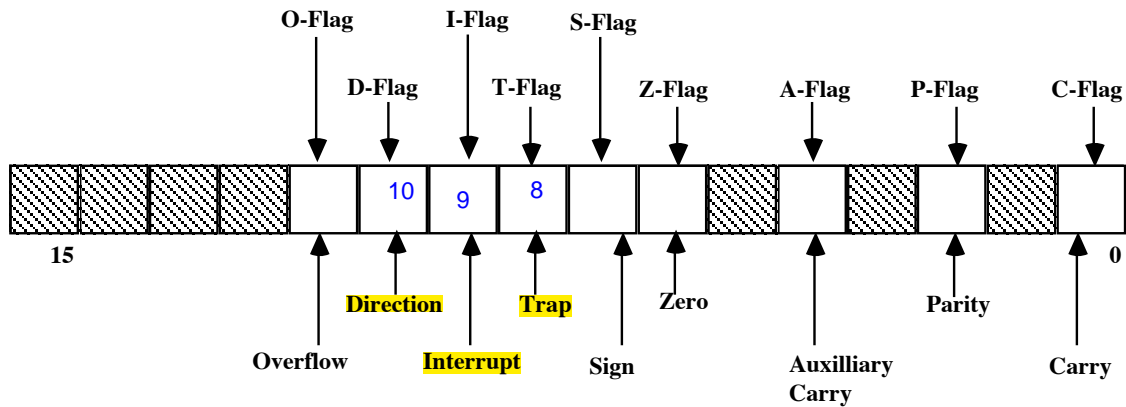 O-Flag I-Flag S-Flag
D-Flag T-Flag Z-Flag A-Flag P-Flag C-Flag
10 9 8
15 0
Direction Trap Zero Parity
Overflow Interrupt Sign Auxilliary Carry
Carry